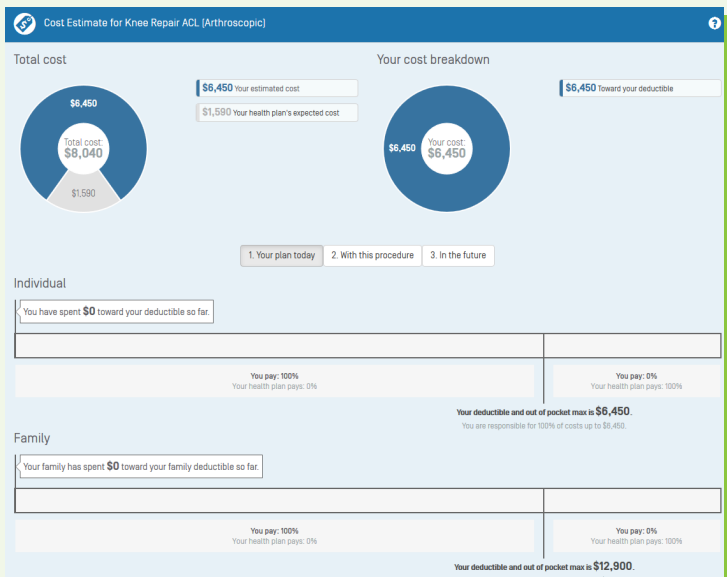 Cost Estimate for Knee Repair ACL (Arthroscopic)
?
Total cost
Your cost breakdown
$6,450
Total cost:
$8,040
$1,590
$6,450 Your estimated cost
$1,590 Your health plan's expected cost
$6,450
Your cost:
$6,450
$6,450 Toward your deductible
1. Your plan today
2. With this procedure
3. In the future
Individual
You have spent $0 toward your deductible so far.
You pay: 100%
Your health plan pays: 0%
You pay: 0%
Your health plan pays: 100%
Your deductible and out of pocket max is $6,450.
You are responsible for 100% of costs up to $6,450.
Family
Your family has spent $0 toward your family deductible so far.
You pay: 100%
Your health plan pays: 0%
You pay: 0%
Your health plan pays: 100%
Your deductible and out of pocket max is $12,900.